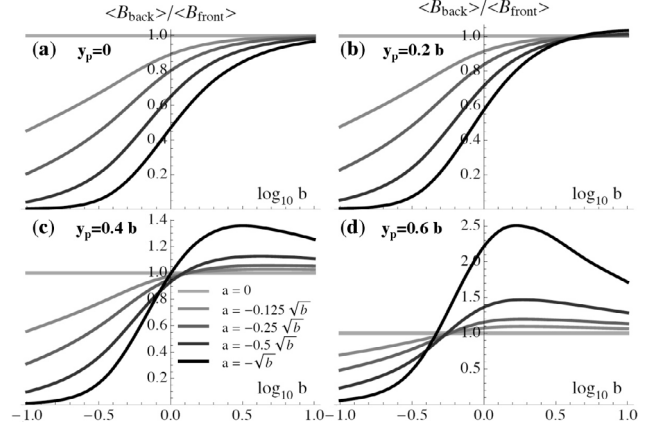 <B_back>/<B_front>
<B_back>/<B_front>
(a) y_p=0
1.0
0.8
0.6
0.4
0.2
log₁₀ b
(b) y_p=0.2 b
1.0
0.8
0.6
0.4
0.2
log₁₀ b
(c) y_p=0.4 b
1.4
1.2
1.0
0.8
0.6
0.4
0.2
a = 0
a = −0.125 √b
a = −0.25 √b
a = −0.5 √b
a = −√b
log₁₀ b
−1.0 −0.5 0.0 0.5 1.0
(d) y_p=0.6 b
2.5
2.0
1.5
1.0
0.5
log₁₀ b
−1.0 −0.5 0.0 0.5 1.0